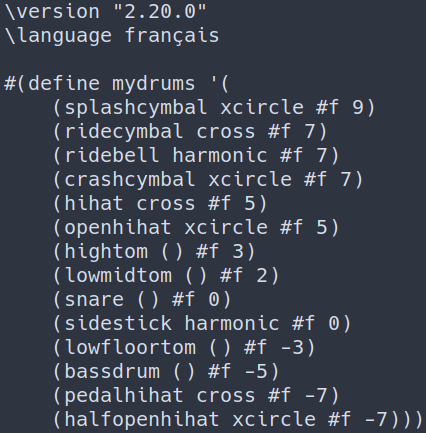 \version "2.20.0"
\language français
#(define mydrums '(
(splashcymbal xcircle #f 9)
(ridecymbal cross #f 7)
(ridebell harmonic #f 7)
(crashcymbal xcircle #f 7)
(hihat cross #f 5)
(openhihat xcircle #f 5)
(hightom () #f 3)
(lowmidtom () #f 2)
(snare () #f 0)
(sidestick harmonic #f 0)
(lowfloortom () #f -3)
(bassdrum () #f -5)
(pedalhihat cross #f -7)
(halfopenhihat xcircle #f -7)))